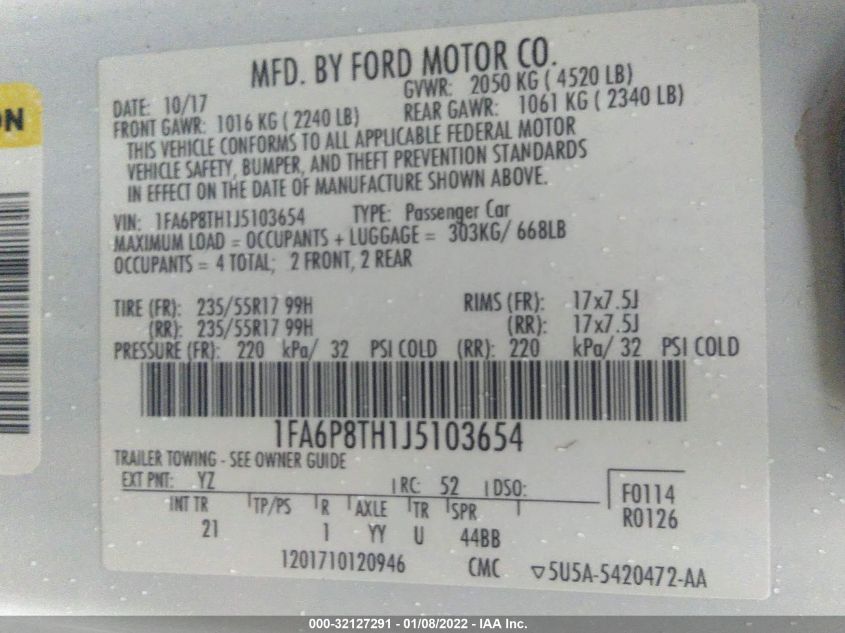 ON
MFD. BY FORD MOTOR CO.
DATE: 10/17 GVWR: 2050 KG ( 4520 LB)
FRONT GAWR: 1016 KG ( 2240 LB) REAR GAWR: 1061 KG ( 2340 LB)
THIS VEHICLE CONFORMS TO ALL APPLICABLE FEDERAL MOTOR
VEHICLE SAFETY, BUMPER, AND THEFT PREVENTION STANDARDS
IN EFFECT ON THE DATE OF MANUFACTURE SHOWN ABOVE.
VIN: 1FA6P8TH1J5103654 TYPE: Passenger Car
MAXIMUM LOAD = OCCUPANTS + LUGGAGE = 303KG/ 668LB
OCCUPANTS = 4 TOTAL; 2 FRONT, 2 REAR
TIRE (FR): 235/55R17 99H RIMS (FR): 17x7.5J
(RR): 235/55R17 99H (RR): 17x7.5J
PRESSURE (FR): 220 kPa/ 32 PSI COLD (RR): 220 kPa/ 32 PSI COLD
1FA6P8TH1J5103654
TRAILER TOWING - SEE OWNER GUIDE
EXT PNT: YZ RC: 52 DSO:
F0114
INT TR TP/PS R AXLE TR SPR
R0126
21 1 YY U 44BB
1201710120946 CMC ▽5U5A-5420472-AA
000-32127291 - 01/08/2022 - IAA Inc.